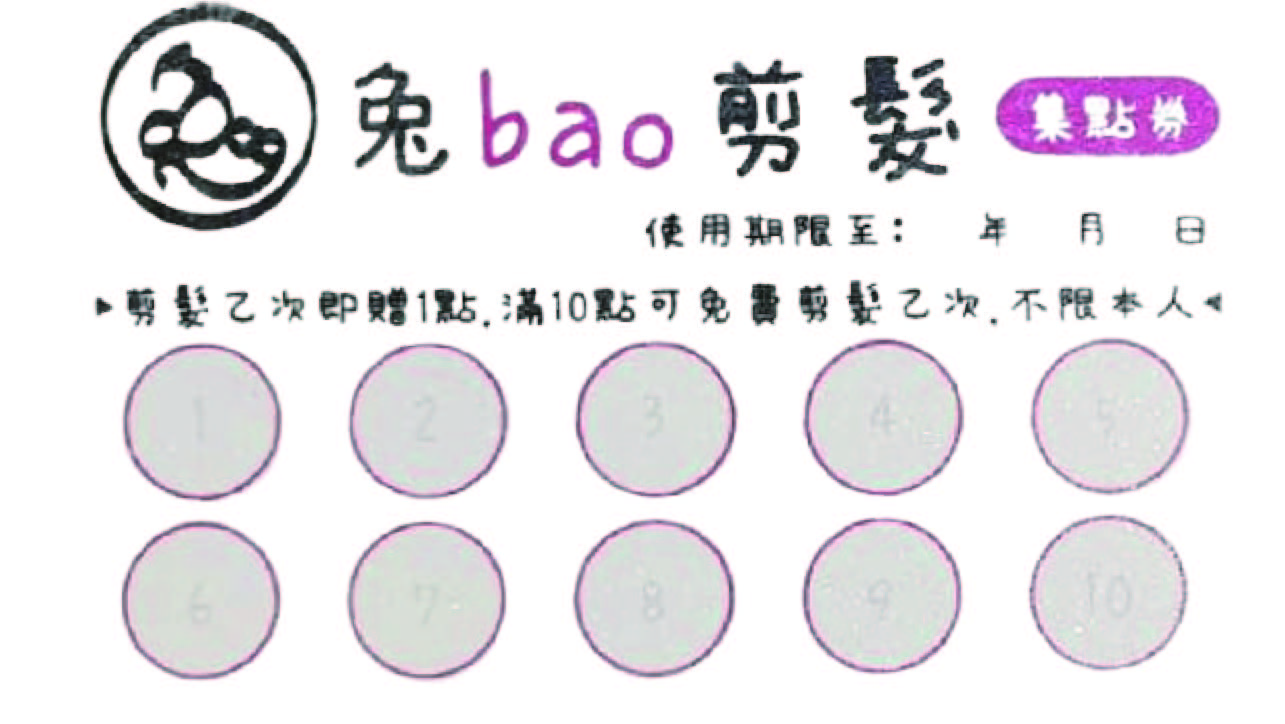 兔bao剪髮 集點券
使用期限至： 年 月 日
▸剪髮乙次即贈1點.滿10點可免費剪髮乙次.不限本人◂
1 2 3 4 5
6 7 8 9 10